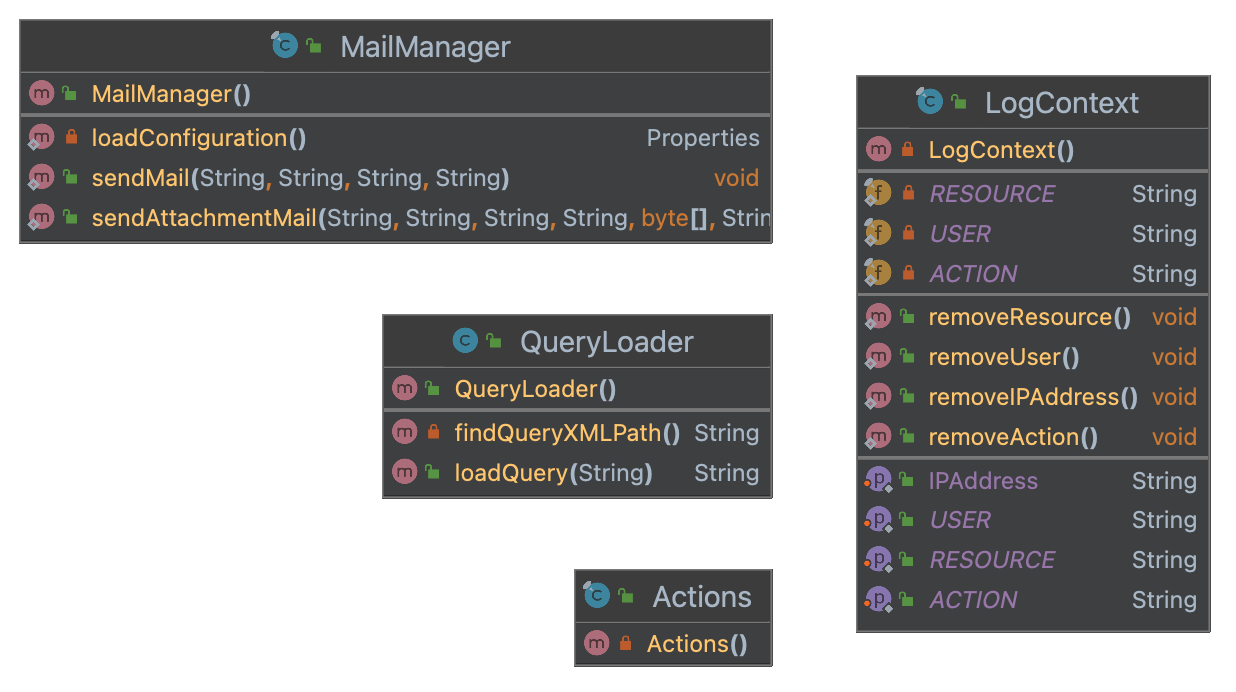 MailManager
MailManager()
loadConfiguration() Properties
sendMail(String, String, String, String) void
sendAttachmentMail(String, String, String, String, byte[], Strin
QueryLoader
QueryLoader()
findQueryXMLPath() String
loadQuery(String) String
Actions
Actions()
LogContext
LogContext()
RESOURCE String
USER String
ACTION String
removeResource() void
removeUser() void
removeIPAddress() void
removeAction() void
IPAddress String
USER String
RESOURCE String
ACTION String